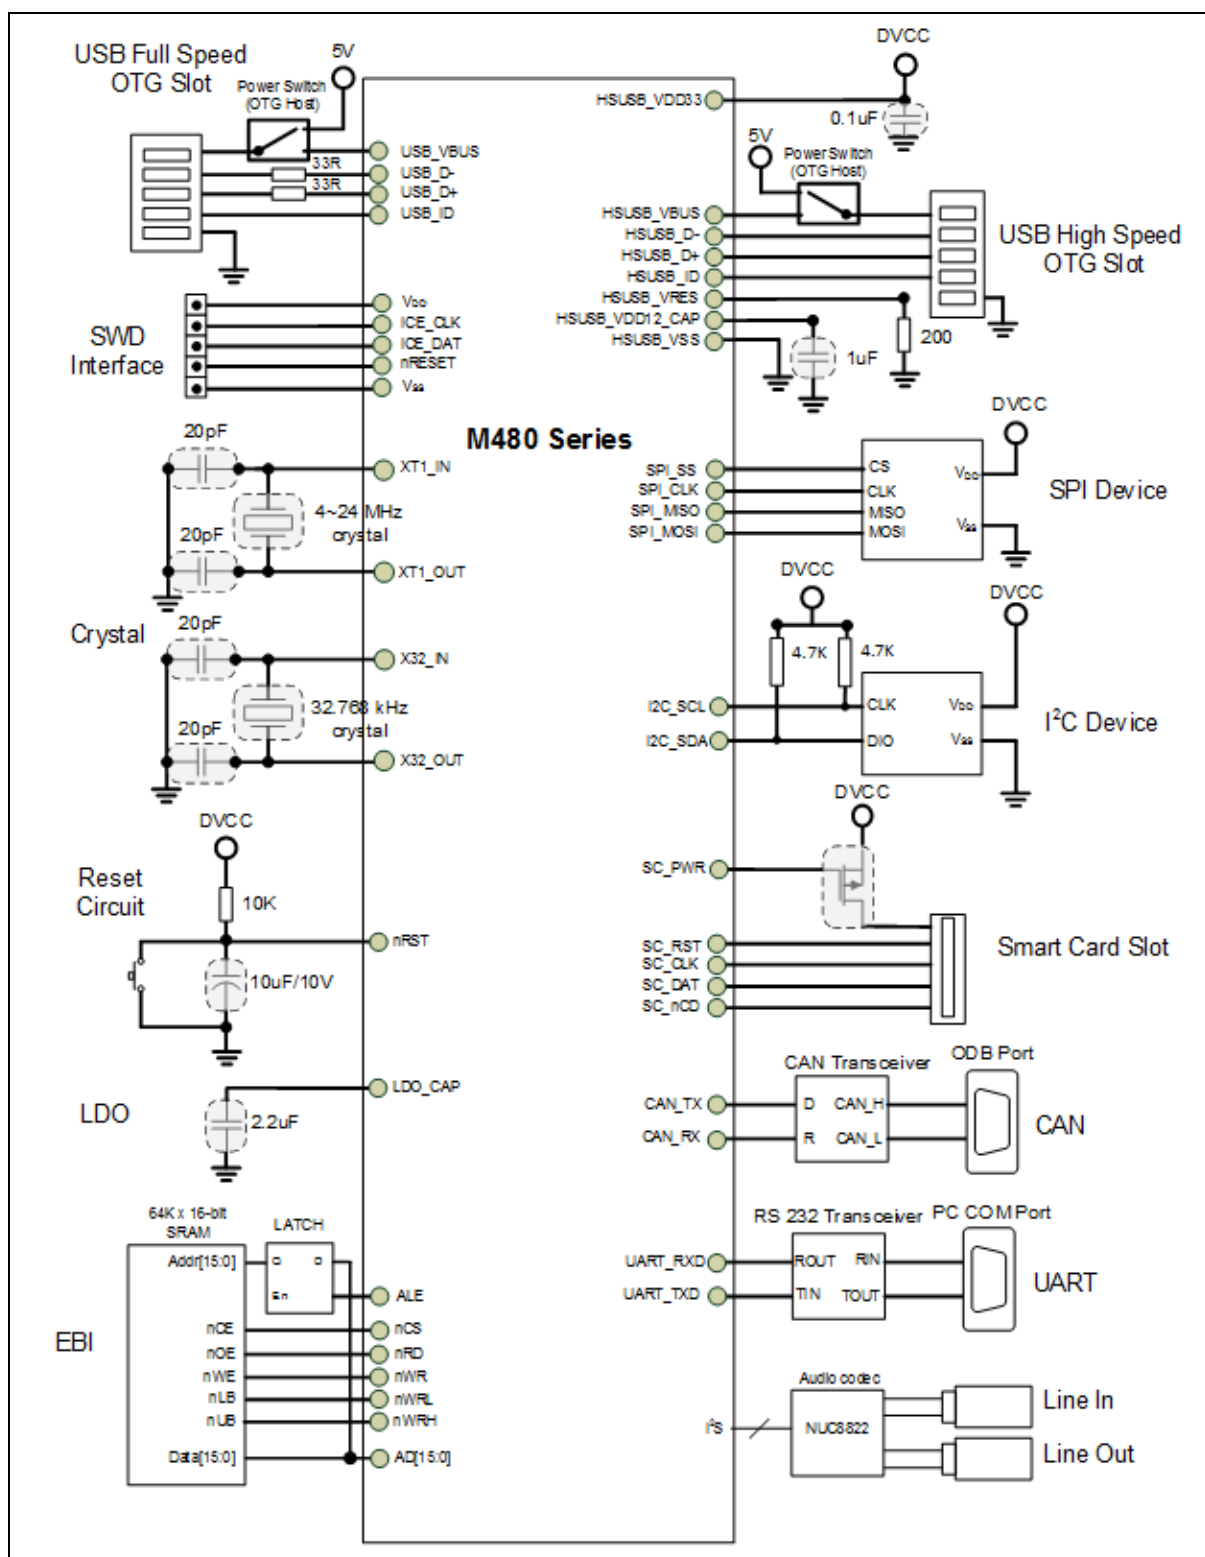 USB Full Speed
OTG Slot
5V
Power Switch
(OTG Host)
33R
33R
USB_VBUS
USB_D-
USB_D+
USB_ID
SWD
Interface
VDD
ICE_CLK
ICE_DAT
nRESET
VSS
20pF
XT1_IN
4~24 MHz
crystal
20pF
XT1_OUT
Crystal
20pF
X32_IN
32.768 kHz
crystal
20pF
X32_OUT
DVCC
Reset
Circuit
10K
nRST
10uF/10V
LDO_CAP
LDO
2.2uF
64K x 16-bit
SRAM
LATCH
Addr[15:0]
Q
D
En
ALE
EBI
nCE
nCS
nOE
nRD
nWE
nWR
nLB
nWRL
nUB
nWRH
Data[15:0]
AD[15:0]
M480 Series
DVCC
HSUSB_VDD33
0.1uF
5V
Power Switch
(OTG Host)
HSUSB_VBUS
HSUSB_D-
HSUSB_D+
HSUSB_ID
HSUSB_VRES
HSUSB_VDD12_CAP
HSUSB_VSS
USB High Speed
OTG Slot
200
1uF
DVCC
SPI_SS
CS
SPI_CLK
CLK
SPI_MISO
MISO
SPI_MOSI
MOSI
VDD
VSS
SPI Device
DVCC
DVCC
4.7K
4.7K
I2C_SCL
CLK
VDD
I2C_SDA
DIO
VSS
I²C Device
DVCC
SC_PWR
SC_RST
SC_CLK
SC_DAT
SC_nCD
Smart Card Slot
CAN Transceiver
ODB Port
CAN_TX
D
CAN_H
CAN_RX
R
CAN_L
CAN
RS 232 Transceiver
PC COM Port
UART_RXD
ROUT
RIN
UART_TXD
TIN
TOUT
UART
Audio codec
I²S
NUC8822
Line In
Line Out